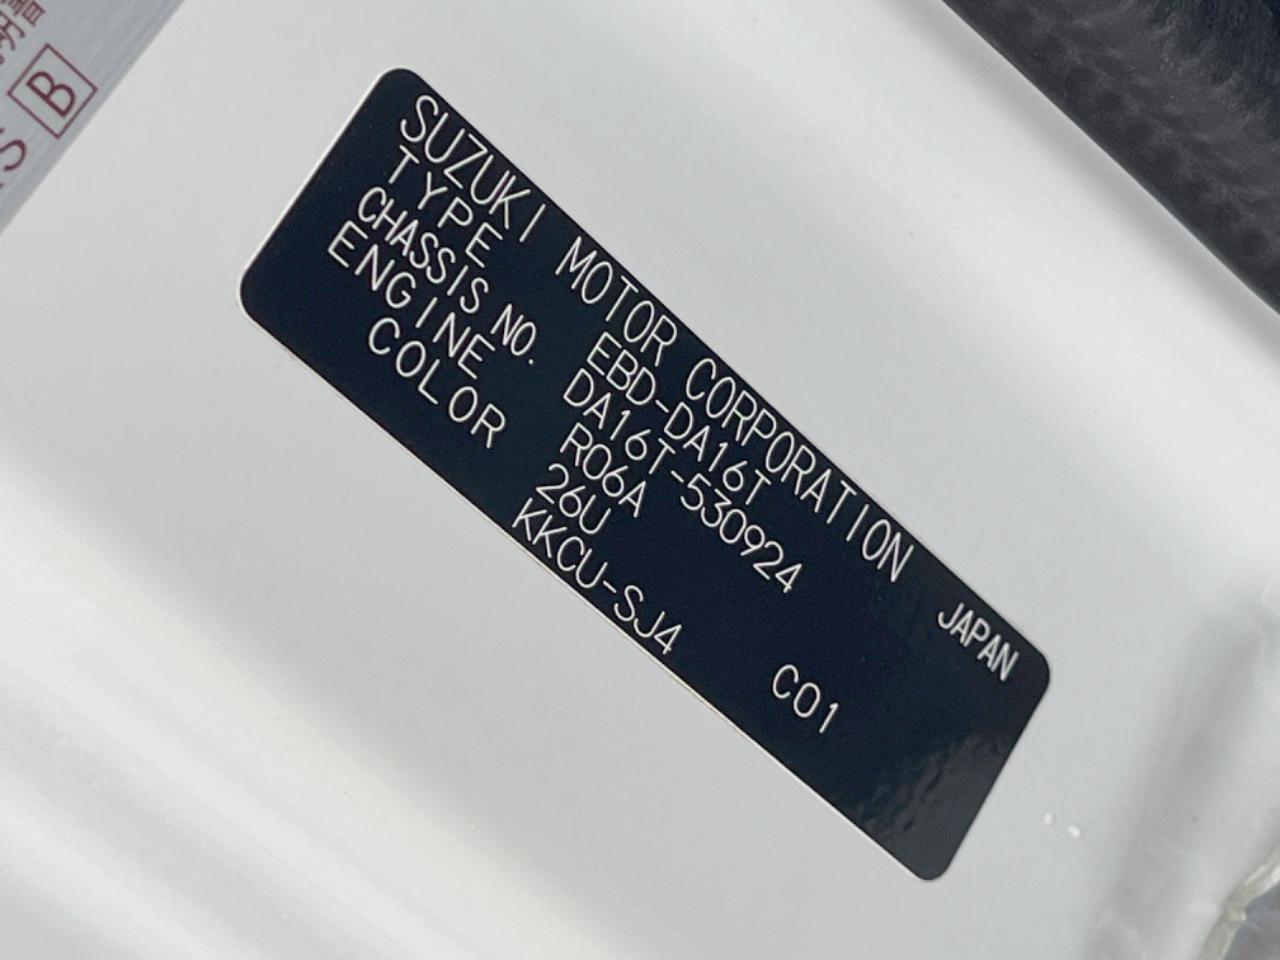 SUZUKI MOTOR CORPORATION JAPAN
TYPE EBD-DA16T
CHASSIS NO. DA16T-530924
ENGINE R06A
COLOR 26U
KKCU-SJ4 C01
B
S